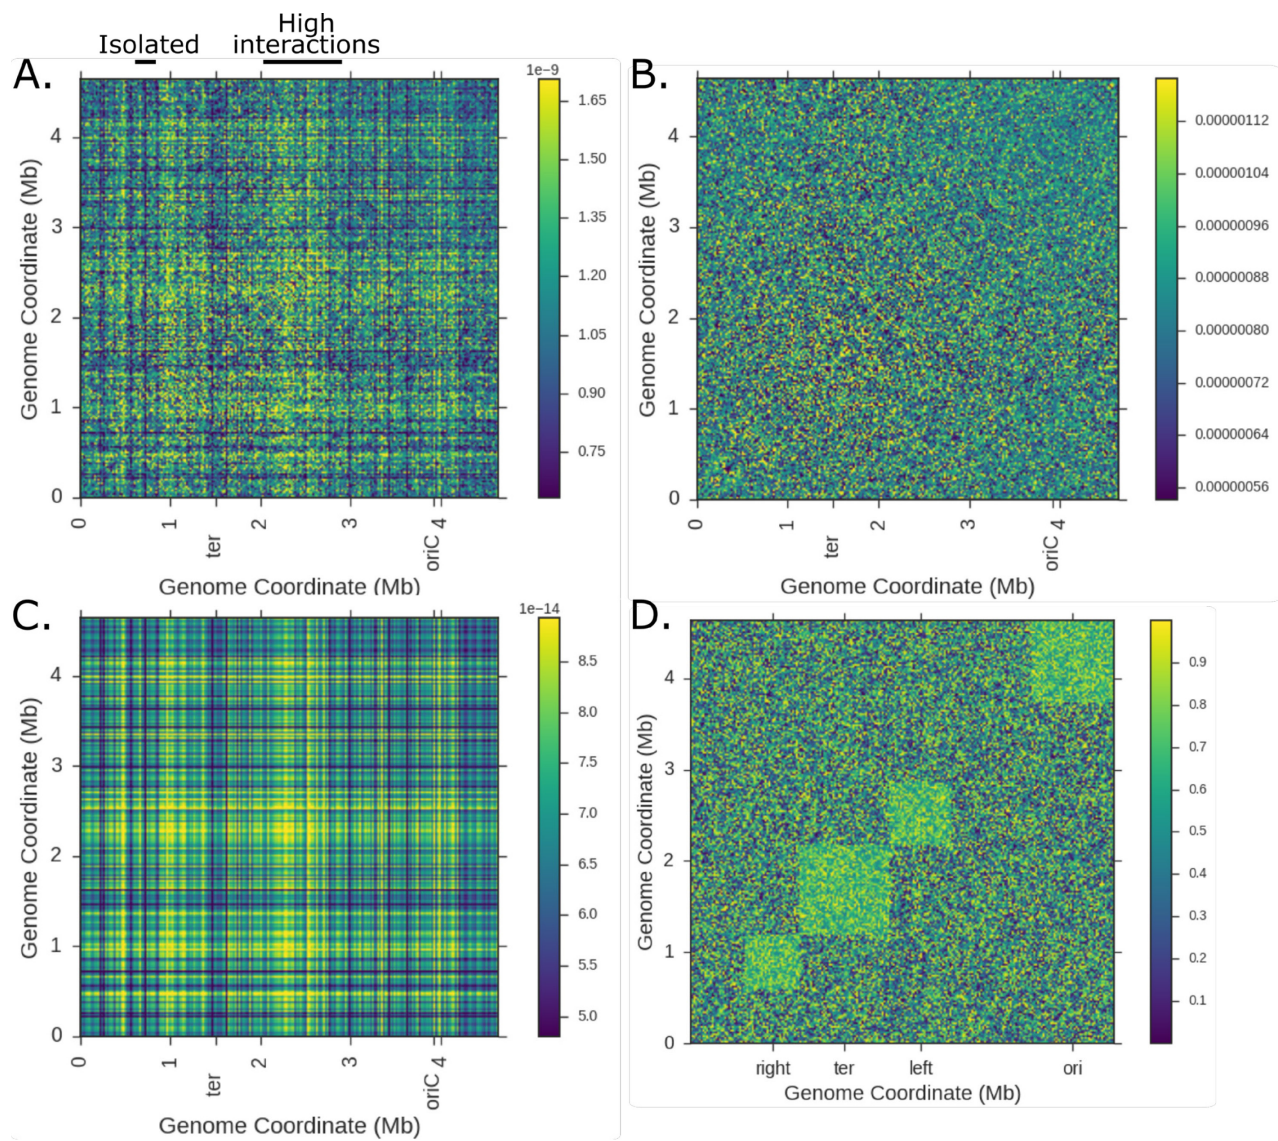 High
Isolated interactions
A.
1e−9
4
3
2
1
0
Genome Coordinate (Mb)
1.65
1.50
1.35
1.20
1.05
0.90
0.75
0 1 ter 2 3 oriC 4
Genome Coordinate (Mb)
B.
4
3
2
1
0
Genome Coordinate (Mb)
0.00000112
0.00000104
0.00000096
0.00000088
0.00000080
0.00000072
0.00000064
0.00000056
0 1 ter 2 3 oriC 4
Genome Coordinate (Mb)
C.
1e−14
4
3
2
1
0
Genome Coordinate (Mb)
8.5
8.0
7.5
7.0
6.5
6.0
5.5
5.0
0 1 ter 2 3 oriC 4
Genome Coordinate (Mb)
D.
4
3
2
1
0
Genome Coordinate (Mb)
0.9
0.8
0.7
0.6
0.5
0.4
0.3
0.2
0.1
right ter left ori
Genome Coordinate (Mb)